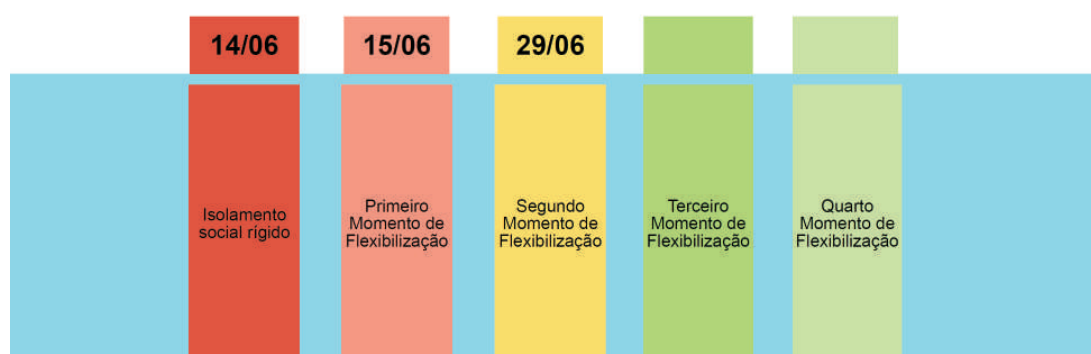 14/06
15/06
29/06
Isolamento
social rígido
Primeiro
Momento de
Flexibilização
Segundo
Momento de
Flexibilização
Terceiro
Momento de
Flexibilização
Quarto
Momento de
Flexibilização